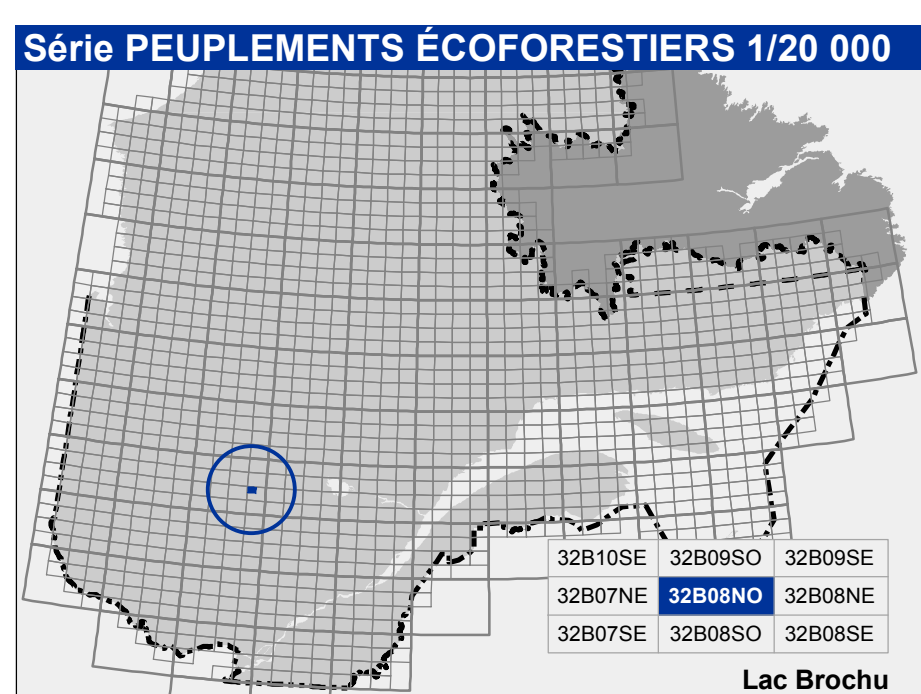 Série PEUPLEMENTS ÉCOFORESTIERS 1/20 000
32B10SE 32B09SO 32B09SE
32B07NE 32B08NO 32B08NE
32B07SE 32B08SO 32B08SE
Lac Brochu